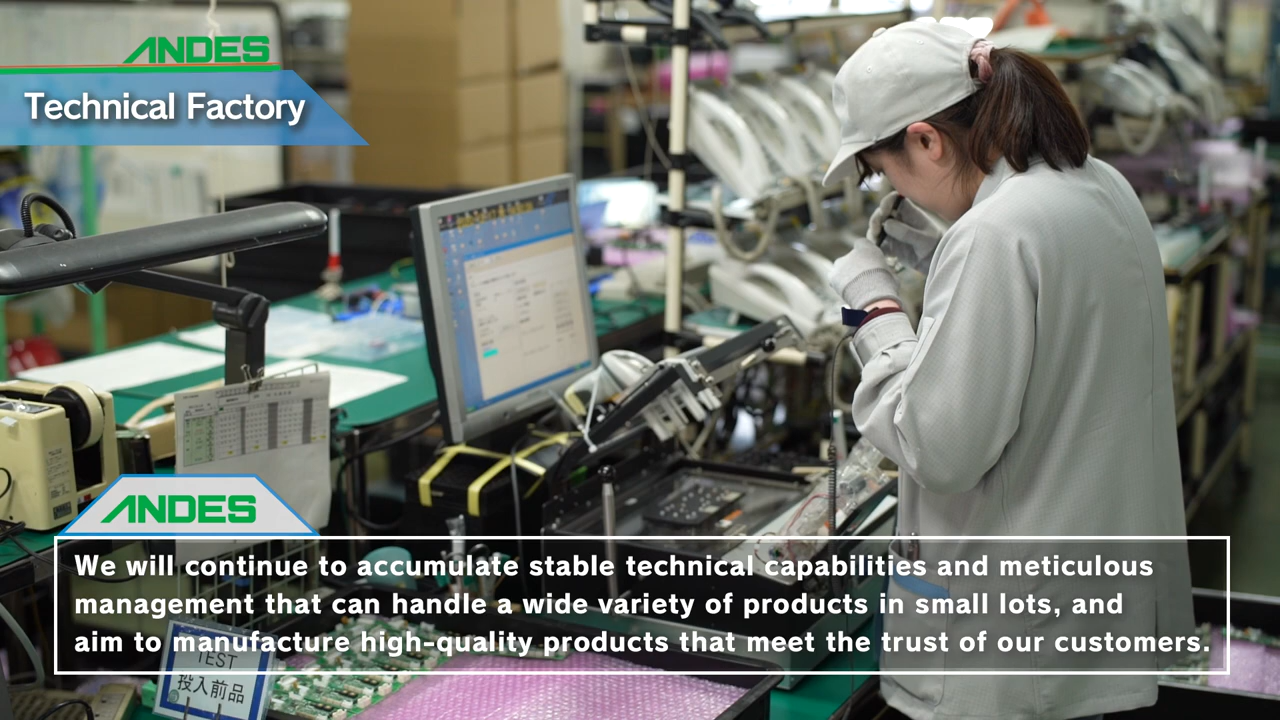 ANDES
Technical Factory
ANDES
We will continue to accumulate stable technical capabilities and meticulous
management that can handle a wide variety of products in small lots, and
aim to manufacture high-quality products that meet the trust of our customers.
TEST
投入前品